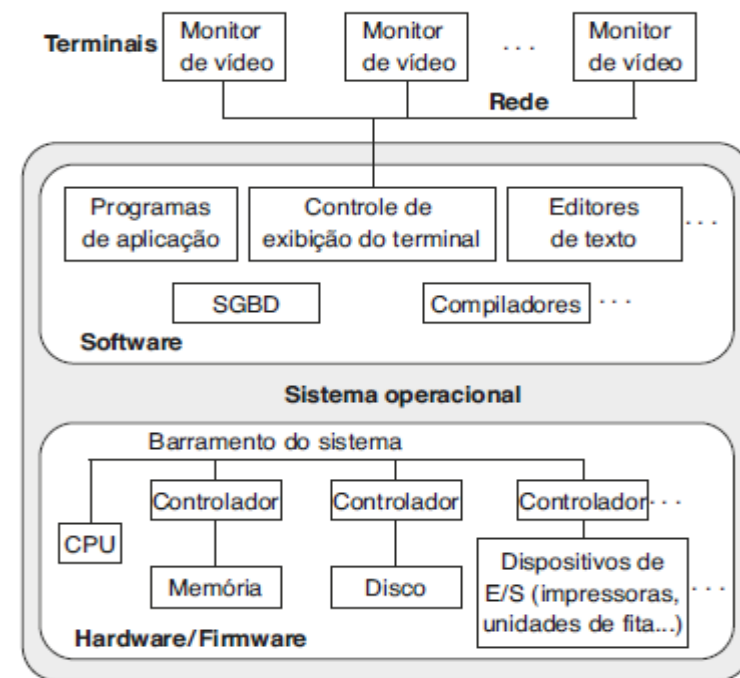 Terminais
Monitor
de vídeo
Monitor
de vídeo
. . .
Monitor
de vídeo
Rede
Programas
de aplicação
Controle de
exibição do terminal
Editores
de texto
. . .
SGBD
Compiladores
. . .
Software
Sistema operacional
Barramento do sistema
Controlador
Controlador
Controlador
. . .
CPU
Memória
Disco
Dispositivos de
E/S (impressoras,
unidades de fita...)
. . .
Hardware/Firmware